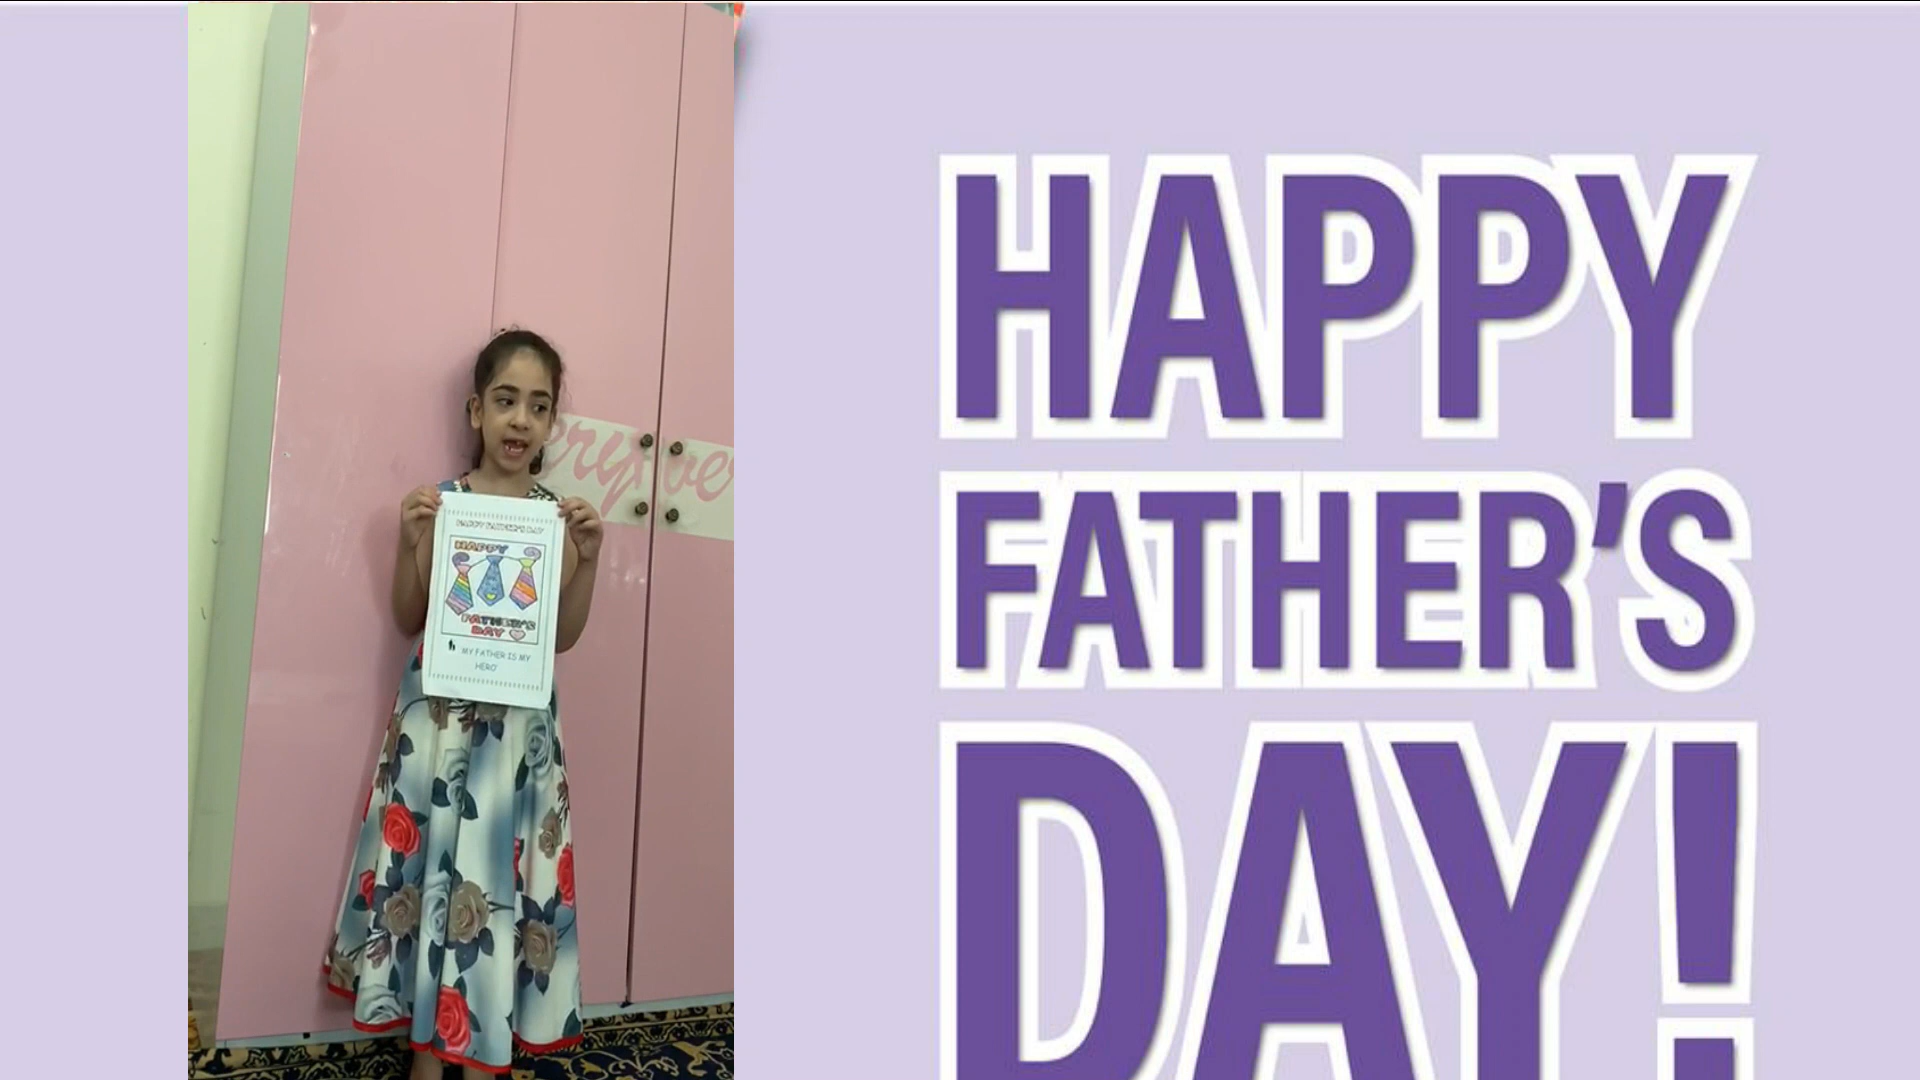 HAPPY
FATHER'S
DAY!
HAPPY FATHER'S DAY
HAPPY
FATHER'S
DAY
MY FATHER IS MY
HERO